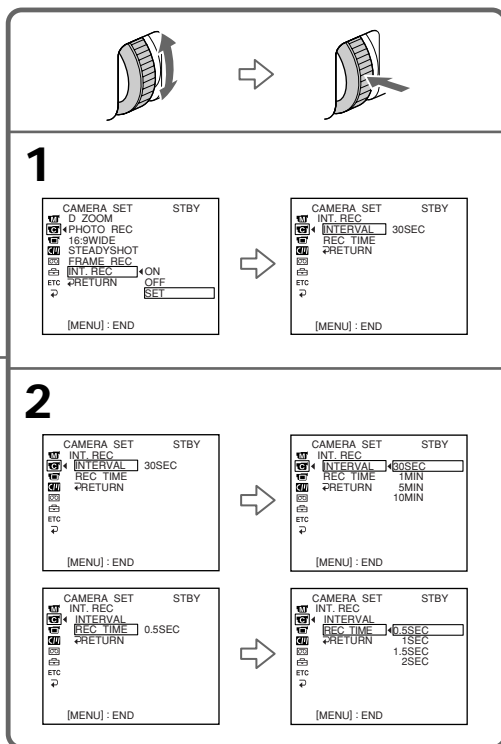 1
CAMERA SET STBY
D ZOOM
PHOTO REC
16:9WIDE
STEADYSHOT
FRAME REC
INT. REC ON
RETURN OFF
SET
ETC
[MENU] : END
CAMERA SET STBY
INT. REC
INTERVAL 30SEC
REC TIME
RETURN
ETC
[MENU] : END
2
CAMERA SET STBY
INT. REC
INTERVAL 30SEC
REC TIME
RETURN
ETC
[MENU] : END
CAMERA SET STBY
INT. REC
INTERVAL 30SEC
REC TIME 1MIN
RETURN 5MIN
10MIN
ETC
[MENU] : END
CAMERA SET STBY
INT. REC
INTERVAL
REC TIME 0.5SEC
RETURN
ETC
[MENU] : END
CAMERA SET STBY
INT. REC
INTERVAL
REC TIME 0.5SEC
RETURN 1SEC
1.5SEC
2SEC
ETC
[MENU] : END